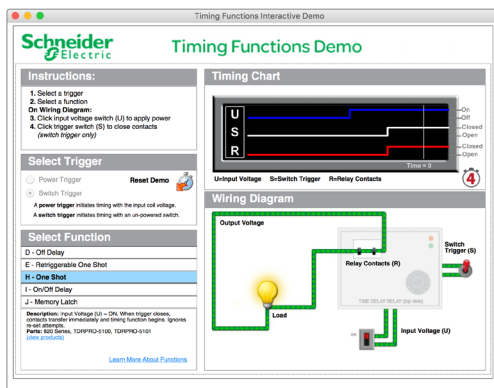 Timing Functions Interactive Demo
Schneider
Electric
Timing Functions Demo
Instructions:
1. Select a trigger
2. Select a function
On Wiring Diagram:
3. Click input voltage switch (U) to apply power
4. Click trigger switch (S) to close contacts
(switch trigger only)
Select Trigger
Power Trigger
Reset Demo
Switch Trigger
A power trigger initiates timing with the input coil voltage.
A switch trigger initiates timing with an un-powered switch.
Select Function
D - Off Delay
E - Retriggerable One Shot
H - One Shot
I - On/Off Delay
J - Memory Latch
Description: Input Voltage (U) = ON. When trigger closes,
contacts transfer immediately and timing function begins. Ignores
re-set attempts.
Parts: 820 Series, TDRPRO-5100, TDRPRO-5101
(view products)
Learn More About Functions
Timing Chart
U
S
R
On
Off
Closed
Open
Closed
Open
Time = 0
4
U=Input Voltage S=Switch Trigger R=Relay Contacts
Wiring Diagram
Output Voltage
Relay Contacts (R)
Switch
Trigger (S)
Load
TIME DELAY RELAY (top view)
ON
Input Voltage (U)